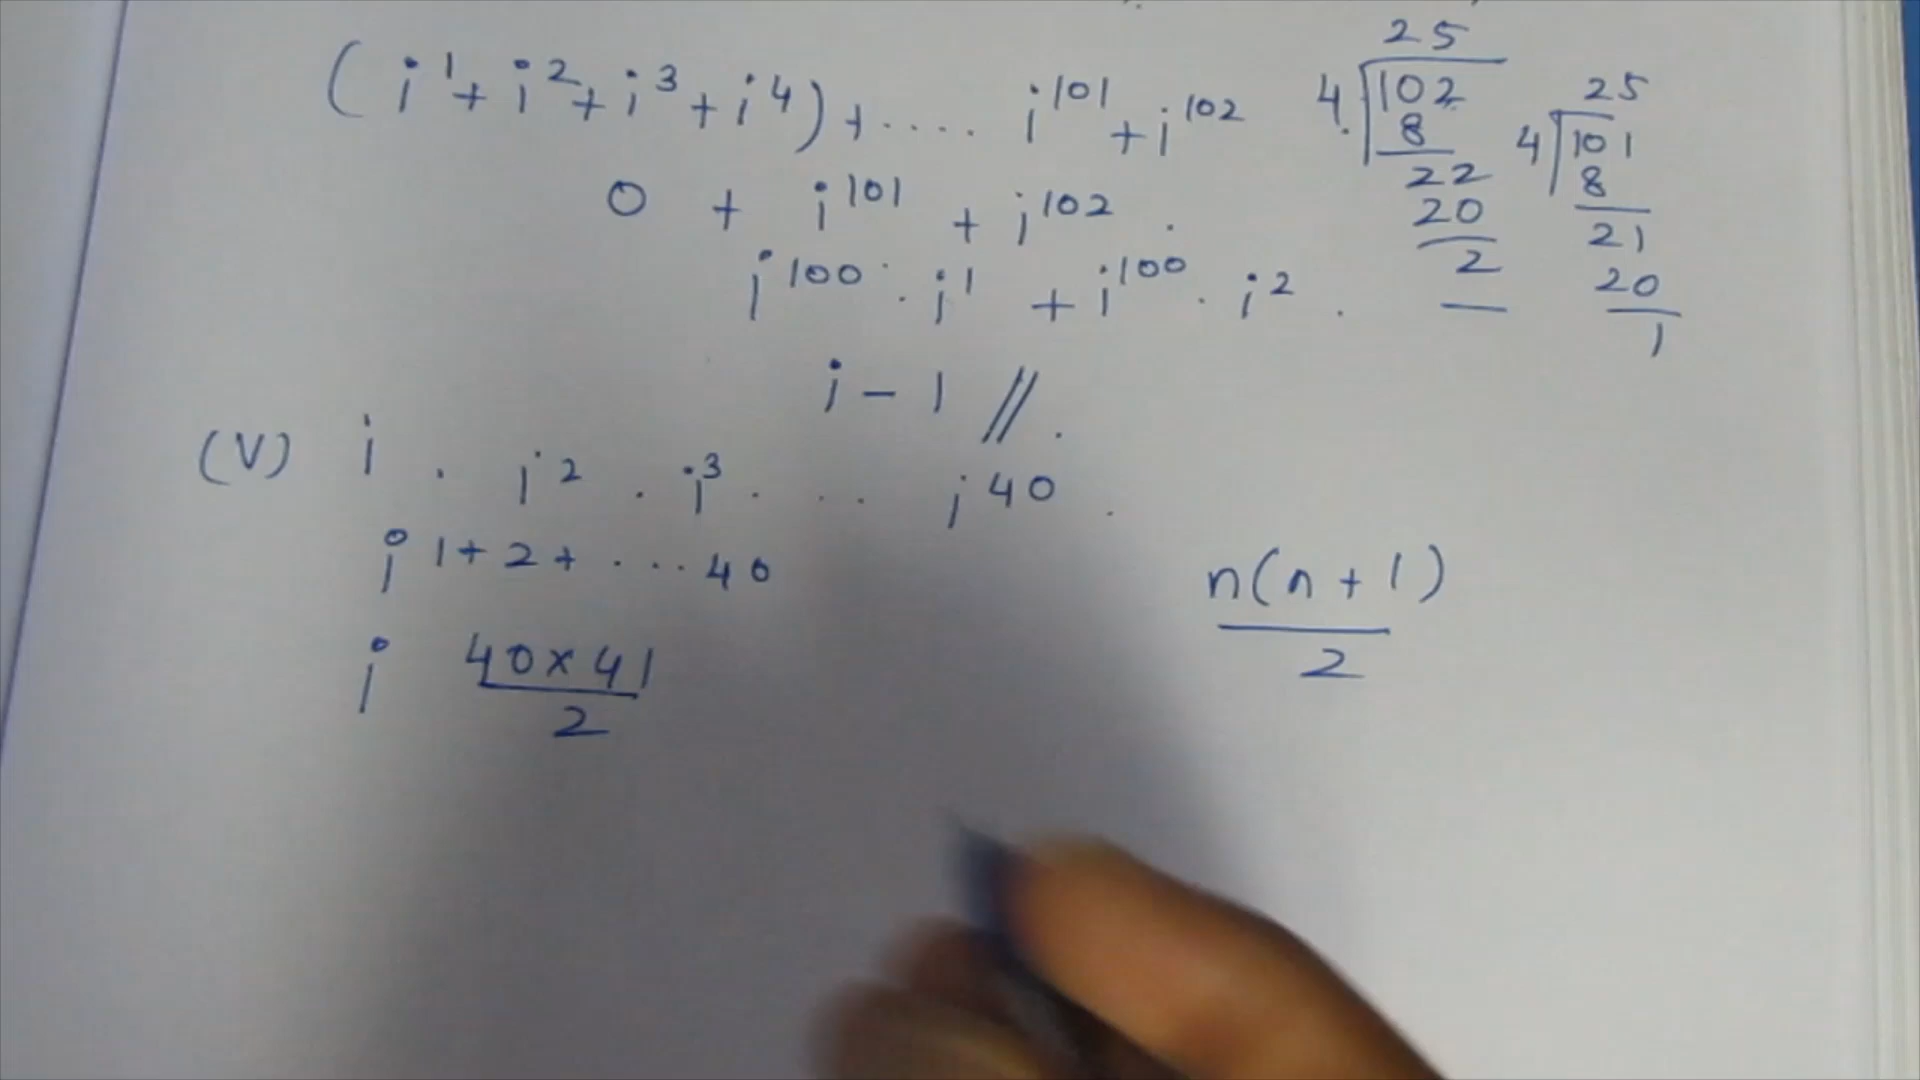 (i¹ + i² + i³ + i⁴) + .... i¹⁰¹ + i¹⁰²
0 + i¹⁰¹ + i¹⁰² .
i¹⁰⁰ . i¹ + i¹⁰⁰ . i² .
i - 1 // .
25
4 102
8
22
20
2
25
4 101
8
21
20
1
(V) i . i² . i³ . . . i⁴⁰ .
i 1 + 2 + ... 40
i 40 × 41
2
n(n + 1)
2